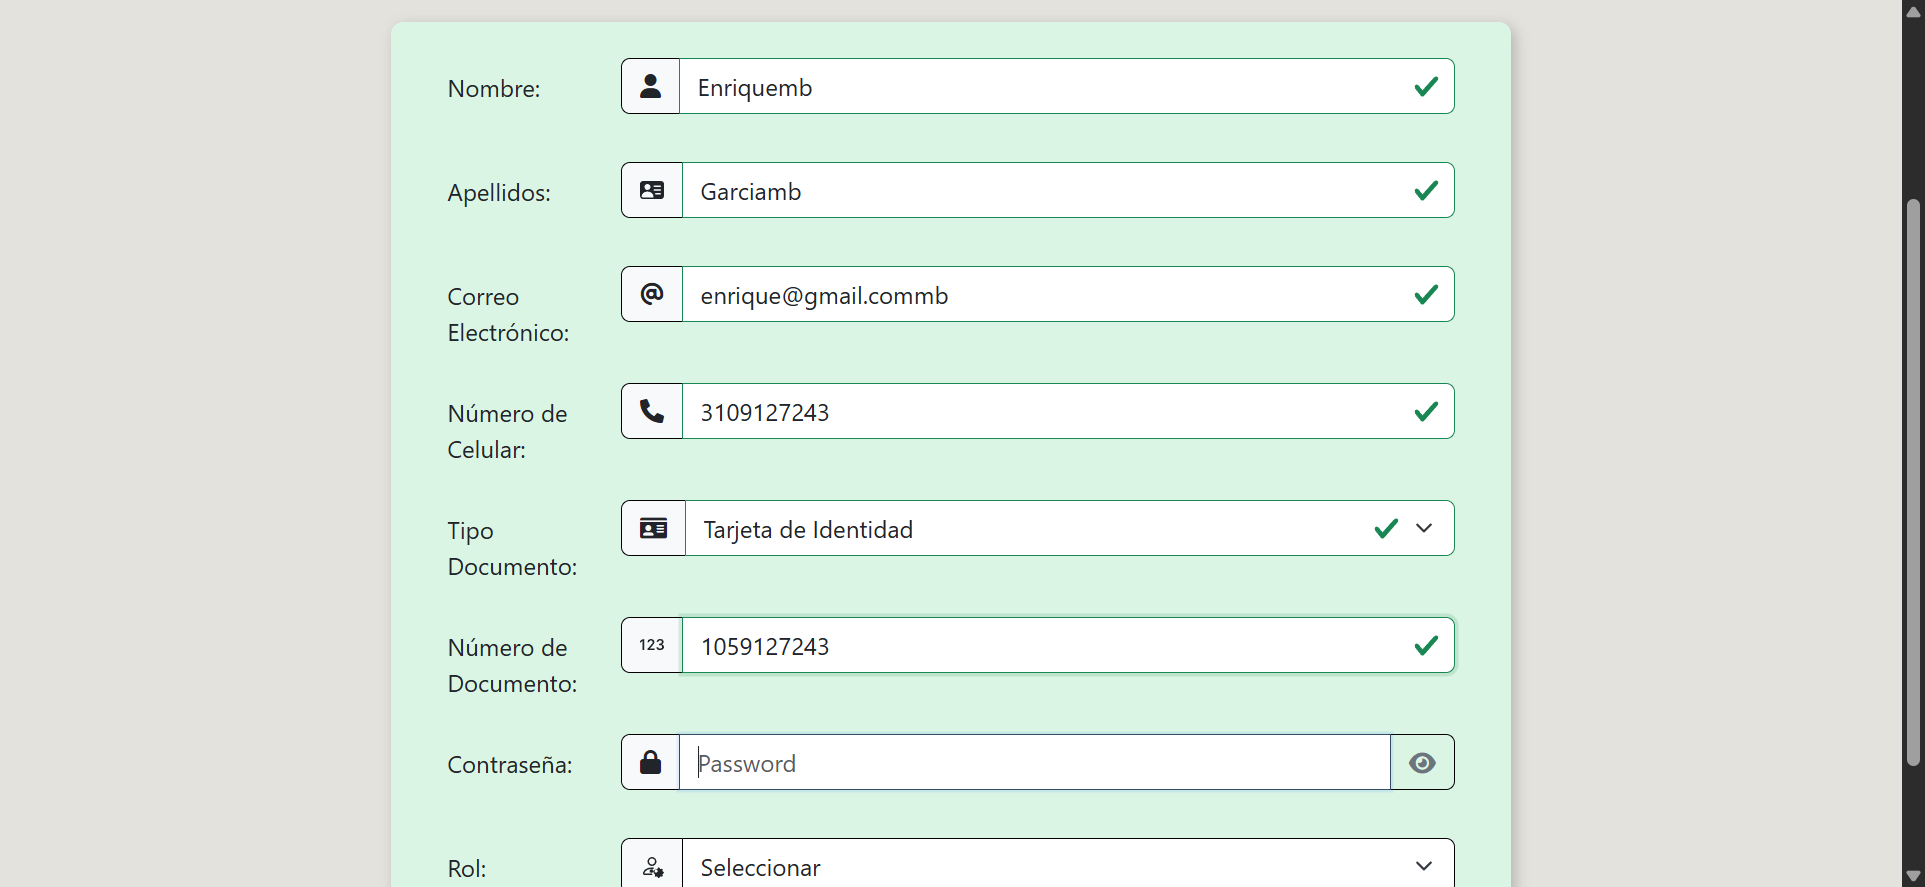 Nombre:
Enriquemb
Apellidos:
Garciamb
Correo
Electrónico:
enrique@gmail.commb
Número de
Celular:
3109127243
Tipo
Documento:
Tarjeta de Identidad
Número de
Documento:
123
1059127243
Contraseña:
Password
Rol:
Seleccionar